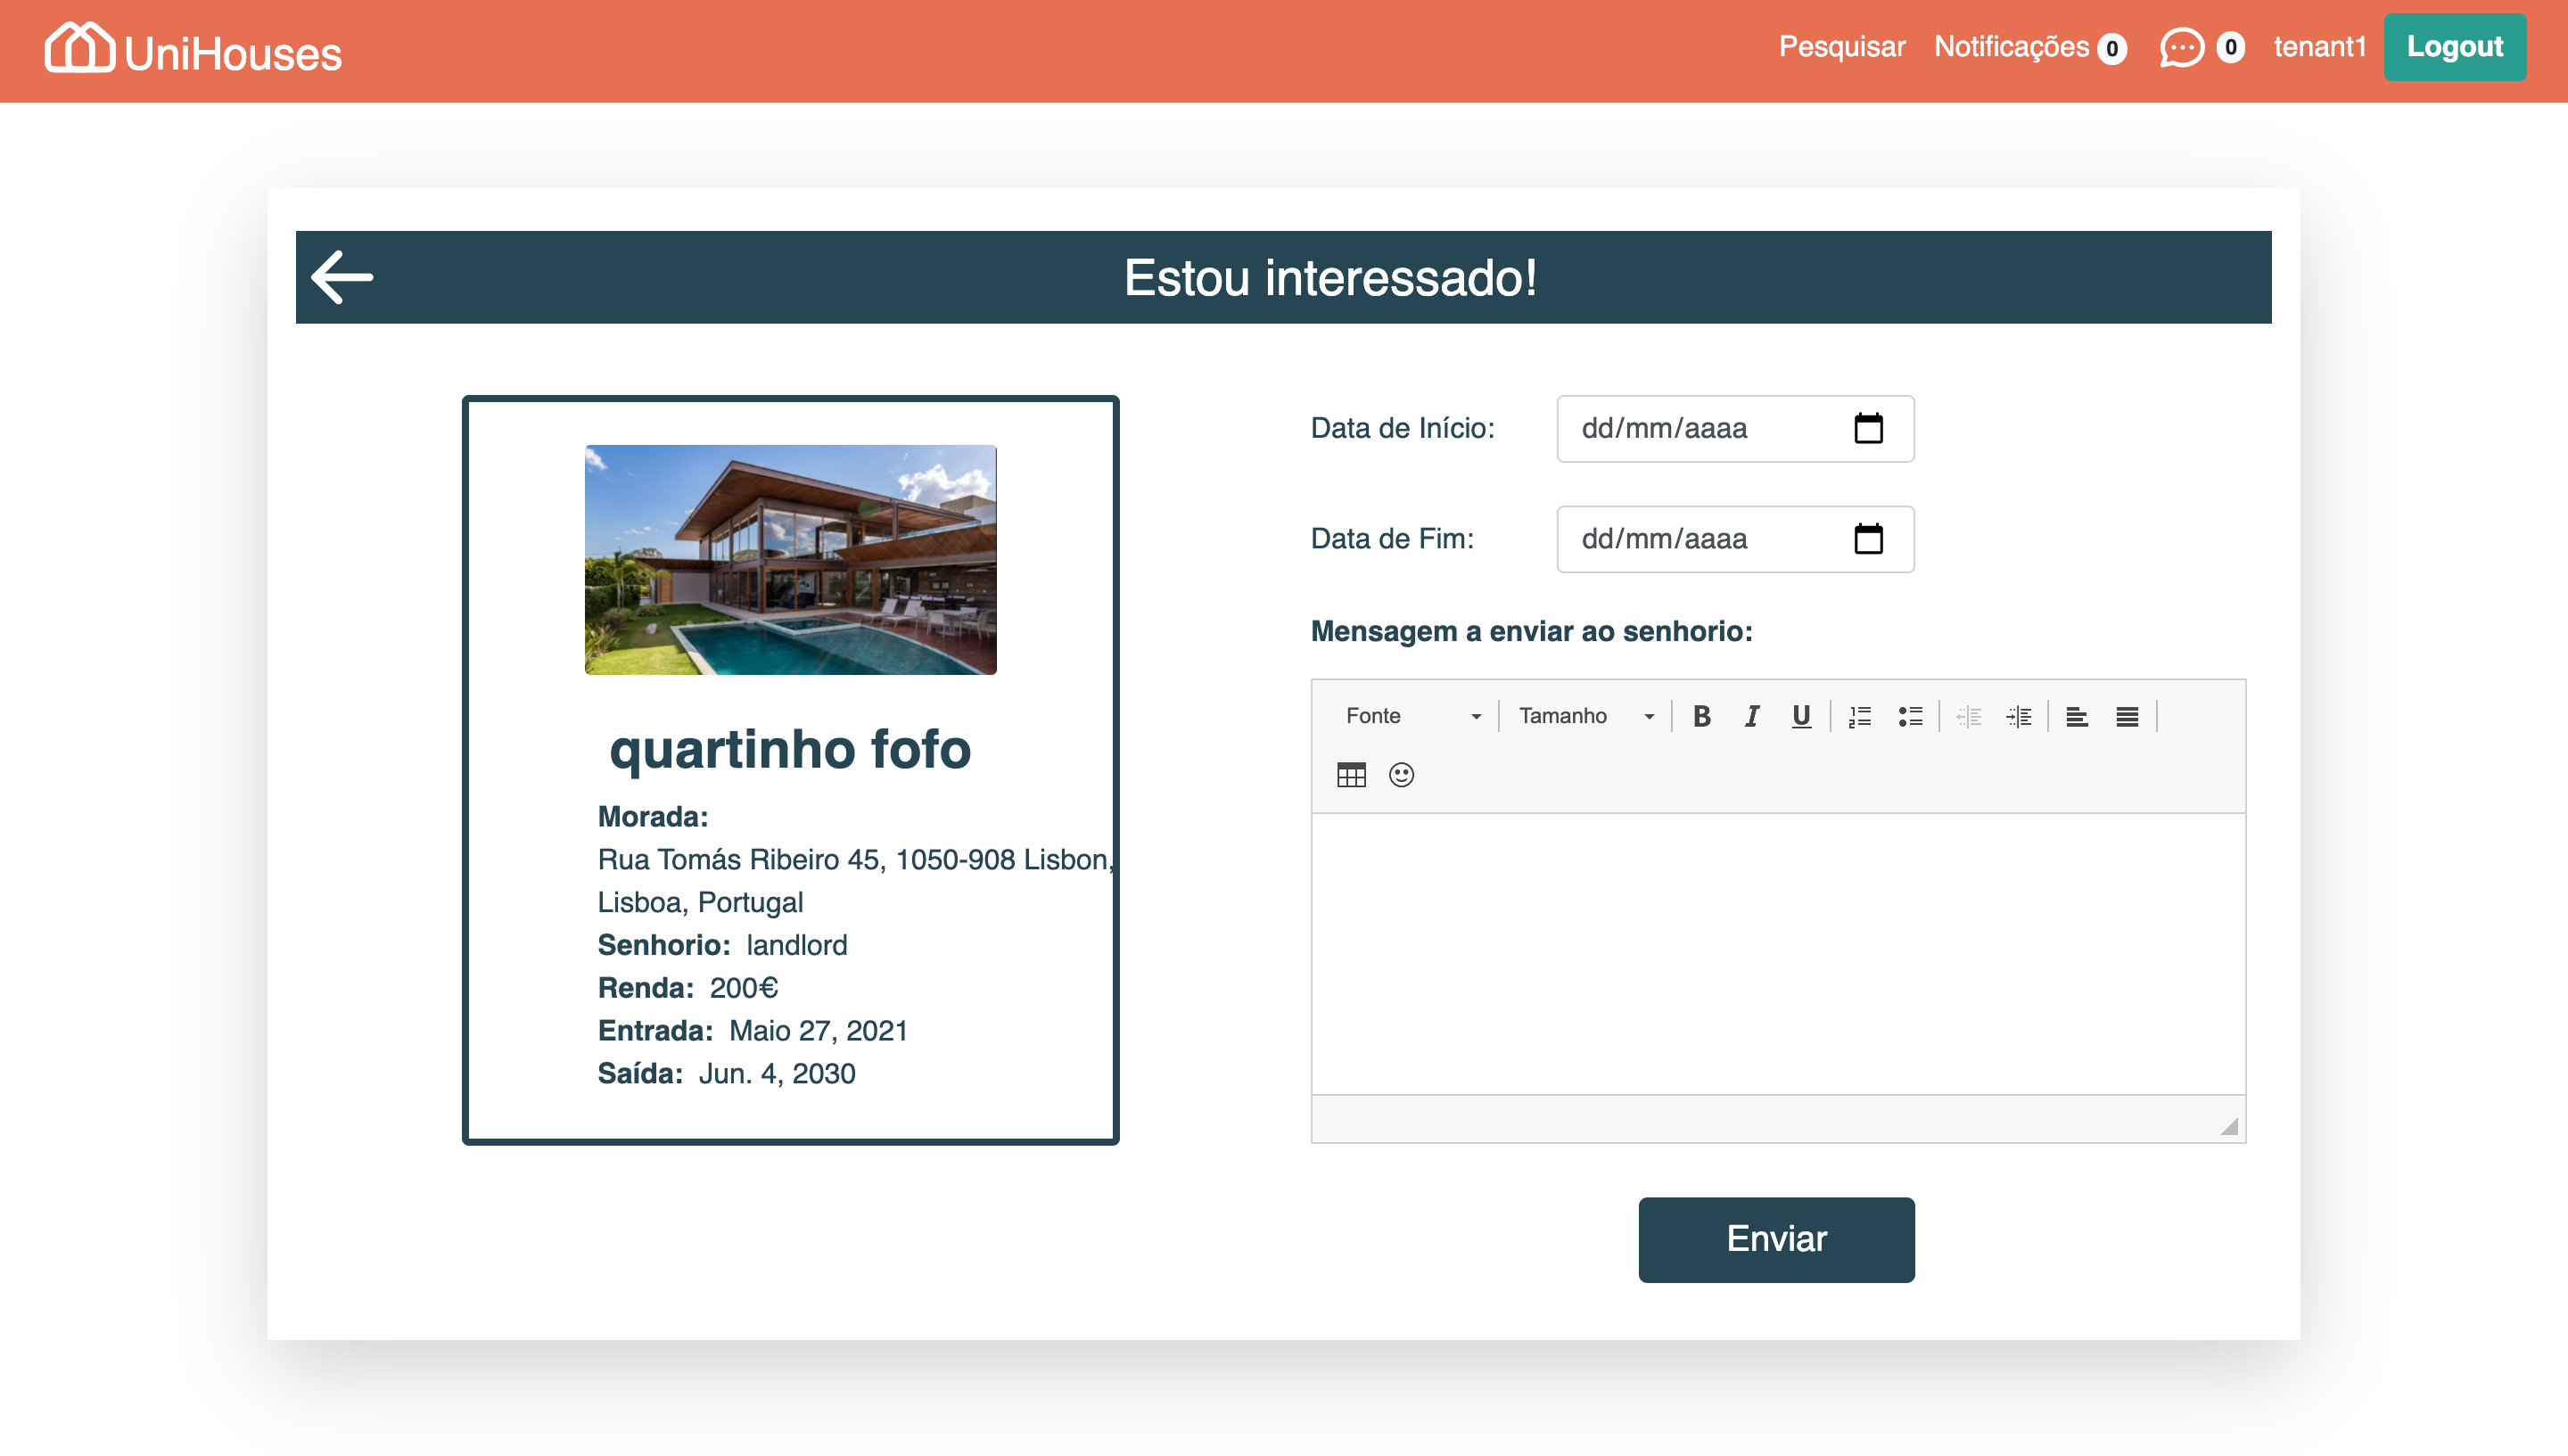 UniHouses
Pesquisar Notificações 0 0 tenant1 Logout
Estou interessado!
quartinho fofo
Morada:
Rua Tomás Ribeiro 45, 1050-908 Lisbon,
Lisboa, Portugal
Senhorio: landlord
Renda: 200€
Entrada: Maio 27, 2021
Saída: Jun. 4, 2030
Data de Início: dd/mm/aaaa
Data de Fim: dd/mm/aaaa
Mensagem a enviar ao senhorio:
Fonte Tamanho B I U
Enviar